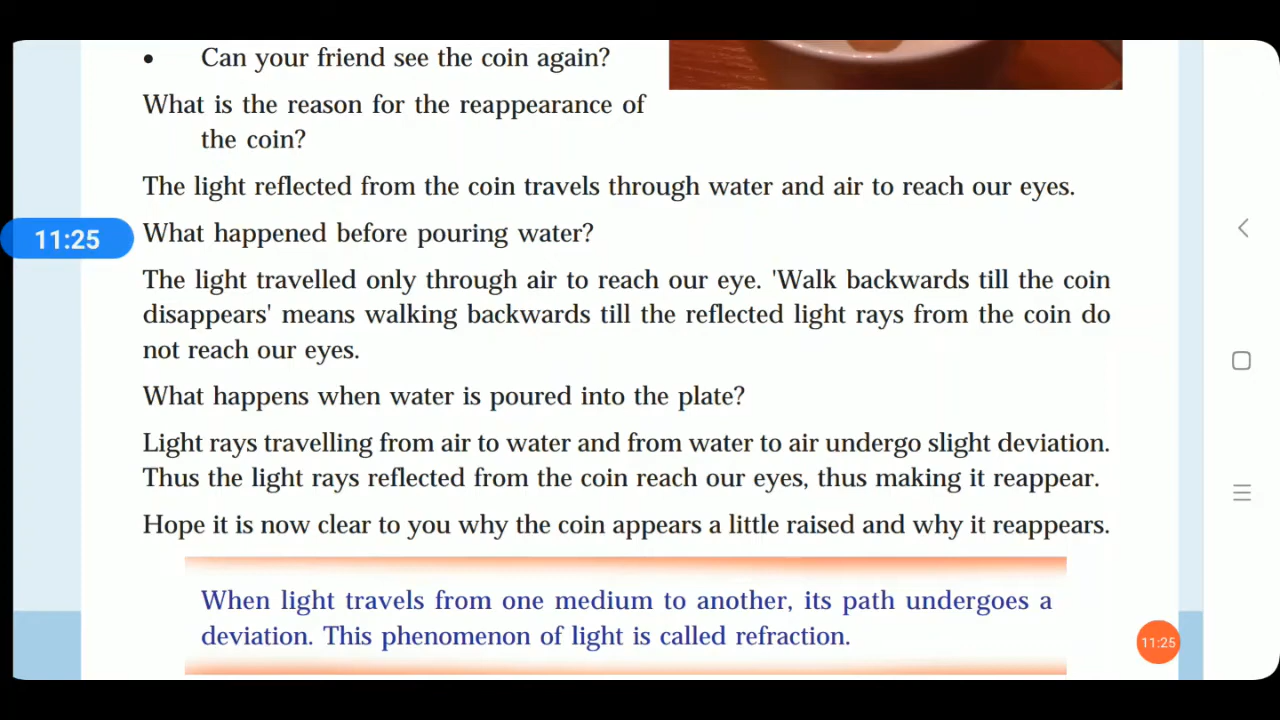 • Can your friend see the coin again?
What is the reason for the reappearance of
the coin?
The light reflected from the coin travels through water and air to reach our eyes.
11:25
What happened before pouring water?
The light travelled only through air to reach our eye. 'Walk backwards till the coin
disappears' means walking backwards till the reflected light rays from the coin do
not reach our eyes.
What happens when water is poured into the plate?
Light rays travelling from air to water and from water to air undergo slight deviation.
Thus the light rays reflected from the coin reach our eyes, thus making it reappear.
Hope it is now clear to you why the coin appears a little raised and why it reappears.
When light travels from one medium to another, its path undergoes a
deviation. This phenomenon of light is called refraction.
11:25